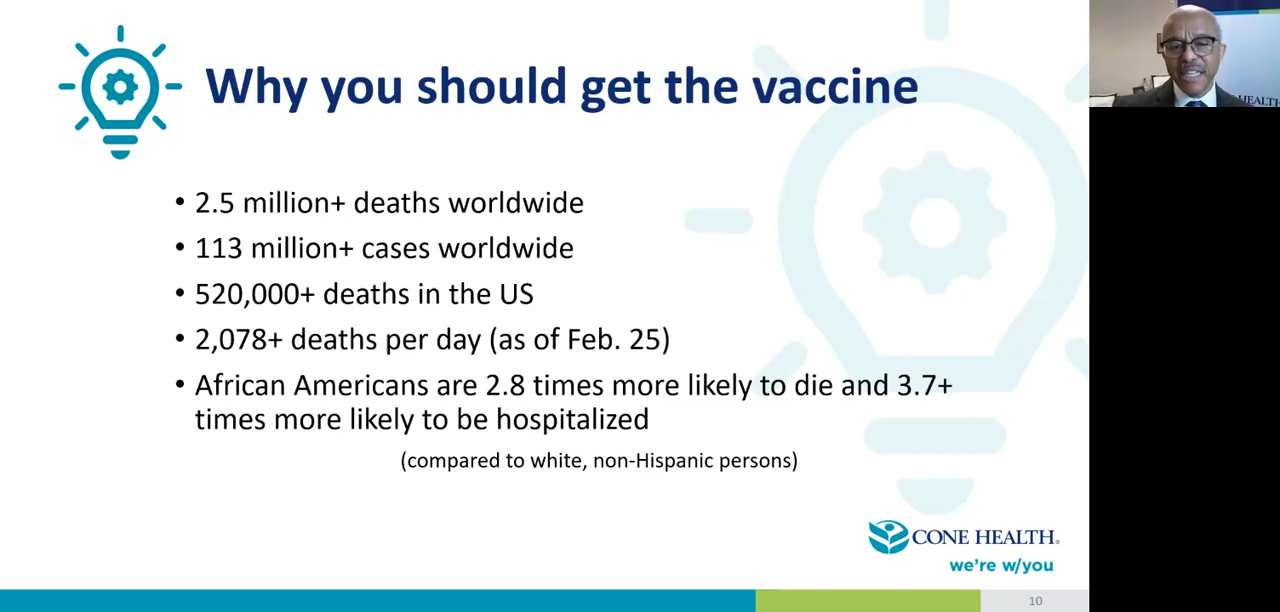 Why you should get the vaccine
• 2.5 million+ deaths worldwide
• 113 million+ cases worldwide
• 520,000+ deaths in the US
• 2,078+ deaths per day (as of Feb. 25)
• African Americans are 2.8 times more likely to die and 3.7+
times more likely to be hospitalized
(compared to white, non-Hispanic persons)
CONE HEALTH®
we're w/you
10
HEALTH